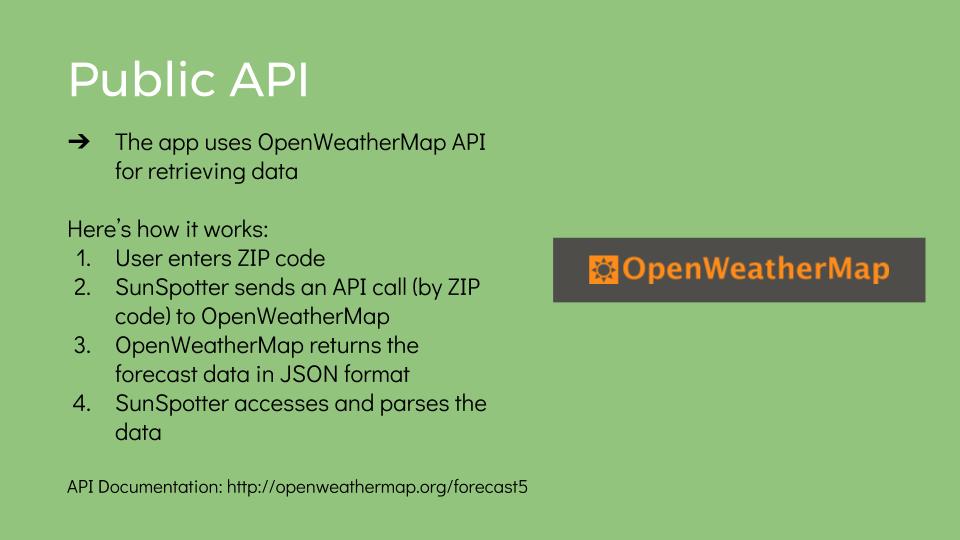 Public API
➔ The app uses OpenWeatherMap API
for retrieving data
Here's how it works:
1. User enters ZIP code
2. SunSpotter sends an API call (by ZIP
code) to OpenWeatherMap
3. OpenWeatherMap returns the
forecast data in JSON format
4. SunSpotter accesses and parses the
data
API Documentation: http://openweathermap.org/forecast5
OpenWeatherMap